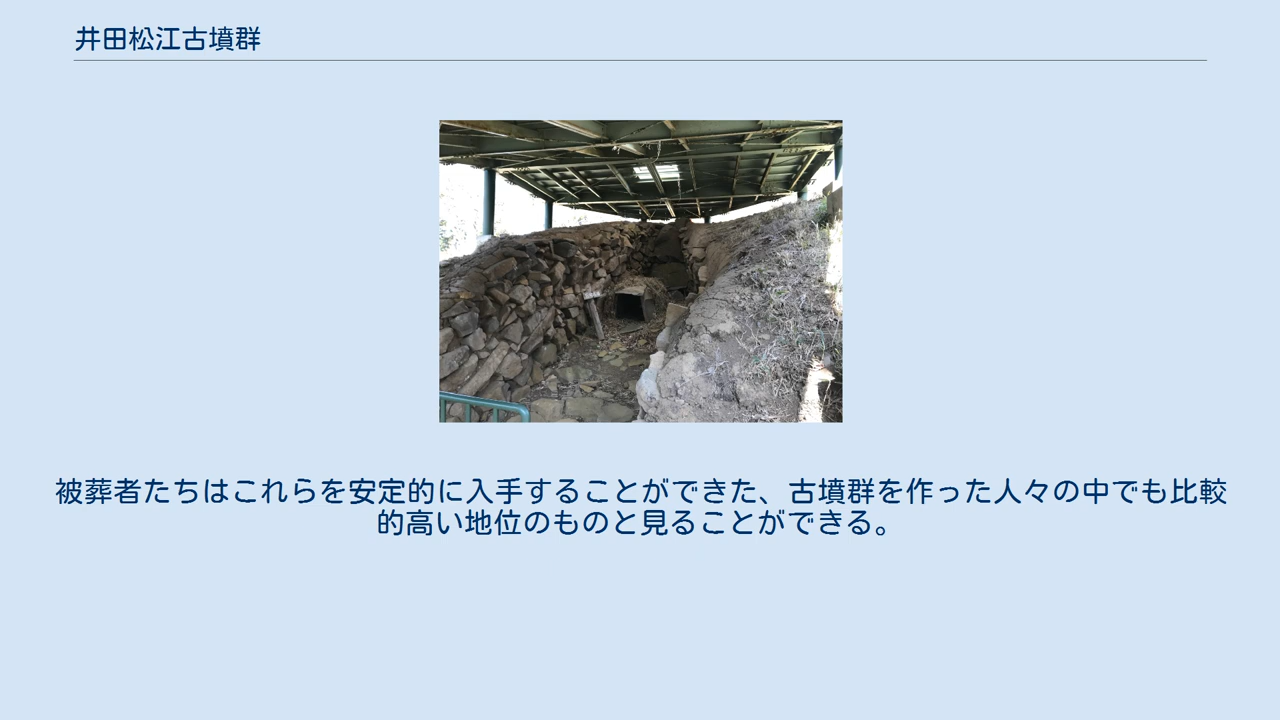 井田松江古墳群
被葬者たちはこれらを安定的に入手することができた、古墳群を作った人々の中でも比較
的高い地位のものと見ることができる。